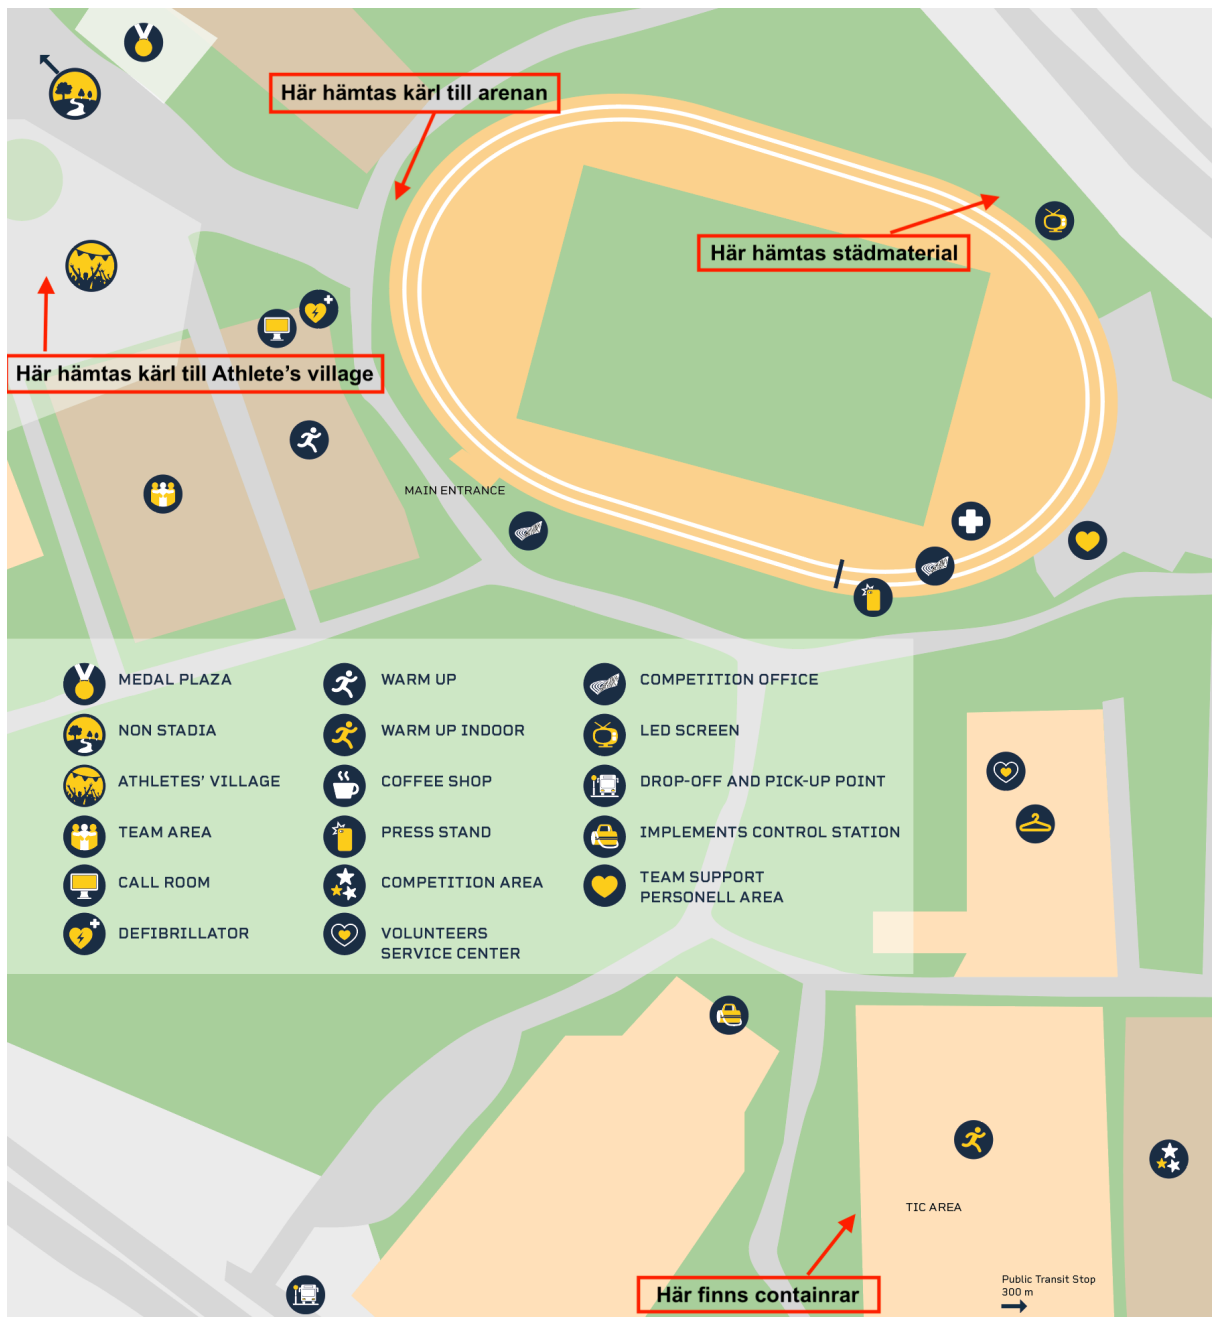 Här hämtas kärl till arenan
Här hämtas städmaterial
Här hämtas kärl till Athlete’s village
MAIN ENTRANCE
MEDAL PLAZA
NON STADIA
ATHLETES' VILLAGE
TEAM AREA
CALL ROOM
DEFIBRILLATOR
WARM UP
WARM UP INDOOR
COFFEE SHOP
PRESS STAND
COMPETITION AREA
VOLUNTEERS
SERVICE CENTER
COMPETITION OFFICE
LED SCREEN
DROP-OFF AND PICK-UP POINT
IMPLEMENTS CONTROL STATION
TEAM SUPPORT
PERSONELL AREA
TIC AREA
Här finns containrar
Public Transit Stop
300 m